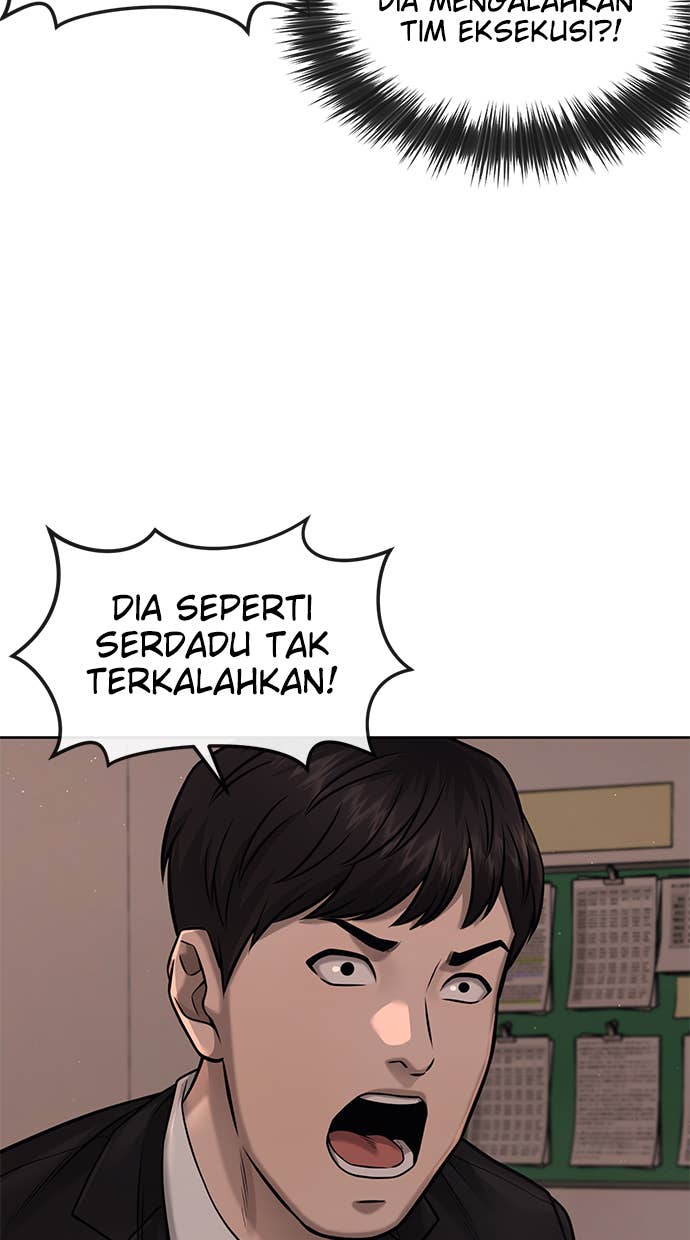 DIA MENGALAHKAN
TIM EKSEKUSI?!
DIA SEPERTI
SERDADU TAK
TERKALAHKAN!